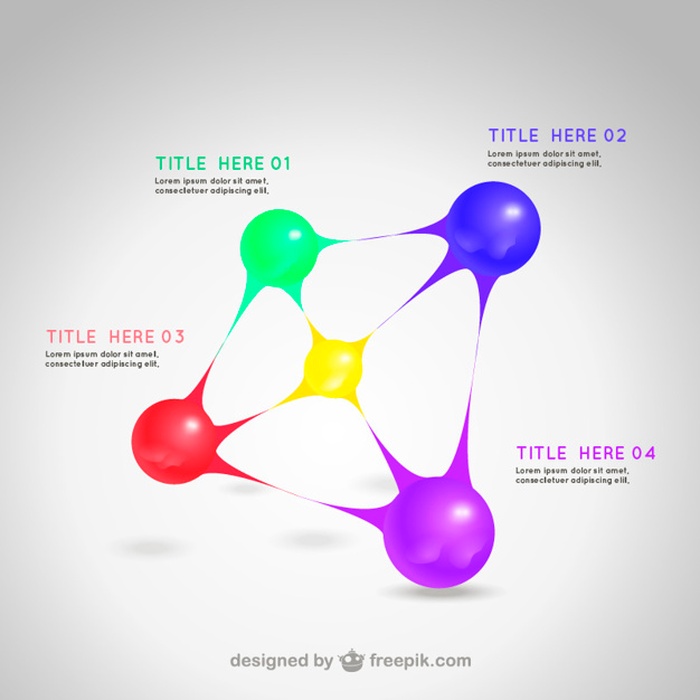 TITLE HERE 02
Lorem ipsum dolor sit amet,
consectetuer adipiscing elit,
TITLE HERE 01
Lorem ipsum dolor sit amet,
consectetuer adipiscing elit,
TITLE HERE 03
Lorem ipsum dolor sit amet,
consectetuer adipiscing elit,
TITLE HERE 04
Lorem ipsum dolor sit amet,
consectetuer adipiscing elit,
designed by freepik.com